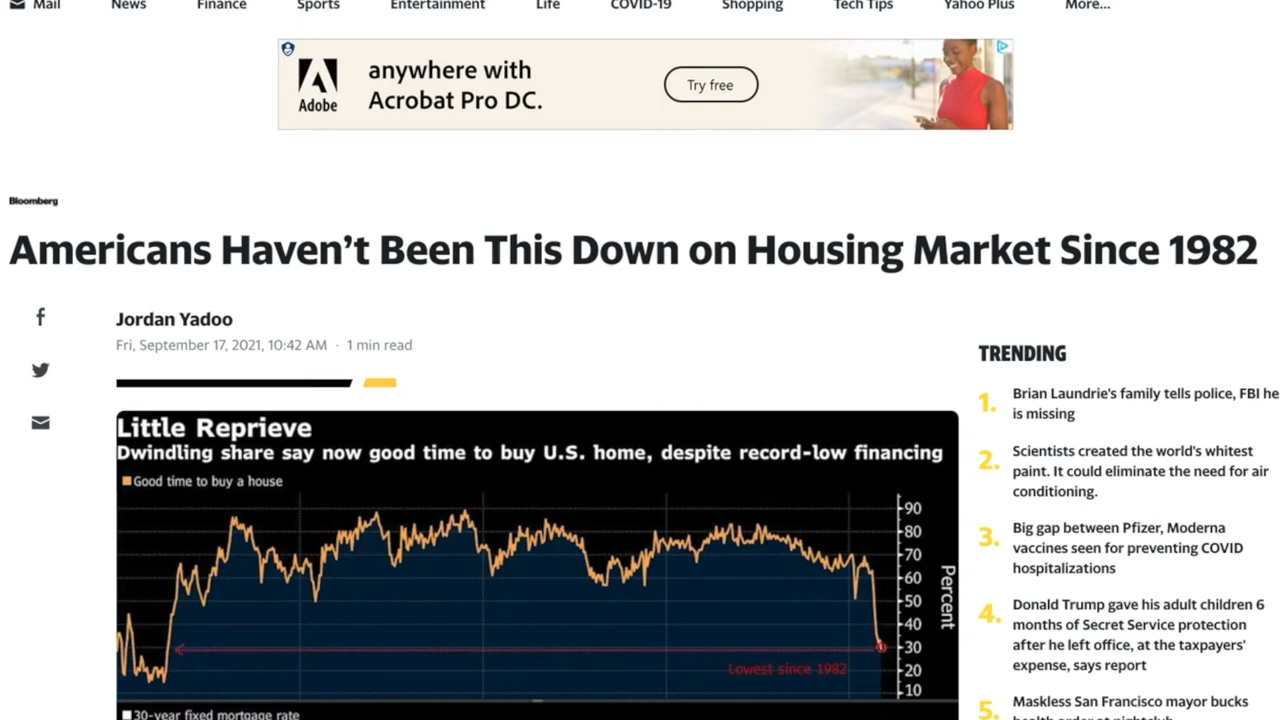 Mail News Finance Sports Entertainment Life COVID-19 Shopping Tech Tips Yahoo Plus More...
Adobe
anywhere with
Acrobat Pro DC.
Try free
Bloomberg
Americans Haven't Been This Down on Housing Market Since 1982
Jordan Yadoo
Fri, September 17, 2021, 10:42 AM · 1 min read
Little Reprieve
Dwindling share say now good time to buy U.S. home, despite record-low financing
Good time to buy a house
90
80
70
60
50
40
30
20
10
Percent
Lowest since 1982
30-year fixed mortgage rate
TRENDING
1. Brian Laundrie's family tells police, FBI he
is missing
2. Scientists created the world's whitest
paint. It could eliminate the need for air
conditioning.
3. Big gap between Pfizer, Moderna
vaccines seen for preventing COVID
hospitalizations
4. Donald Trump gave his adult children 6
months of Secret Service protection
after he left office, at the taxpayers'
expense, says report
5. Maskless San Francisco mayor bucks
health order at nightclub